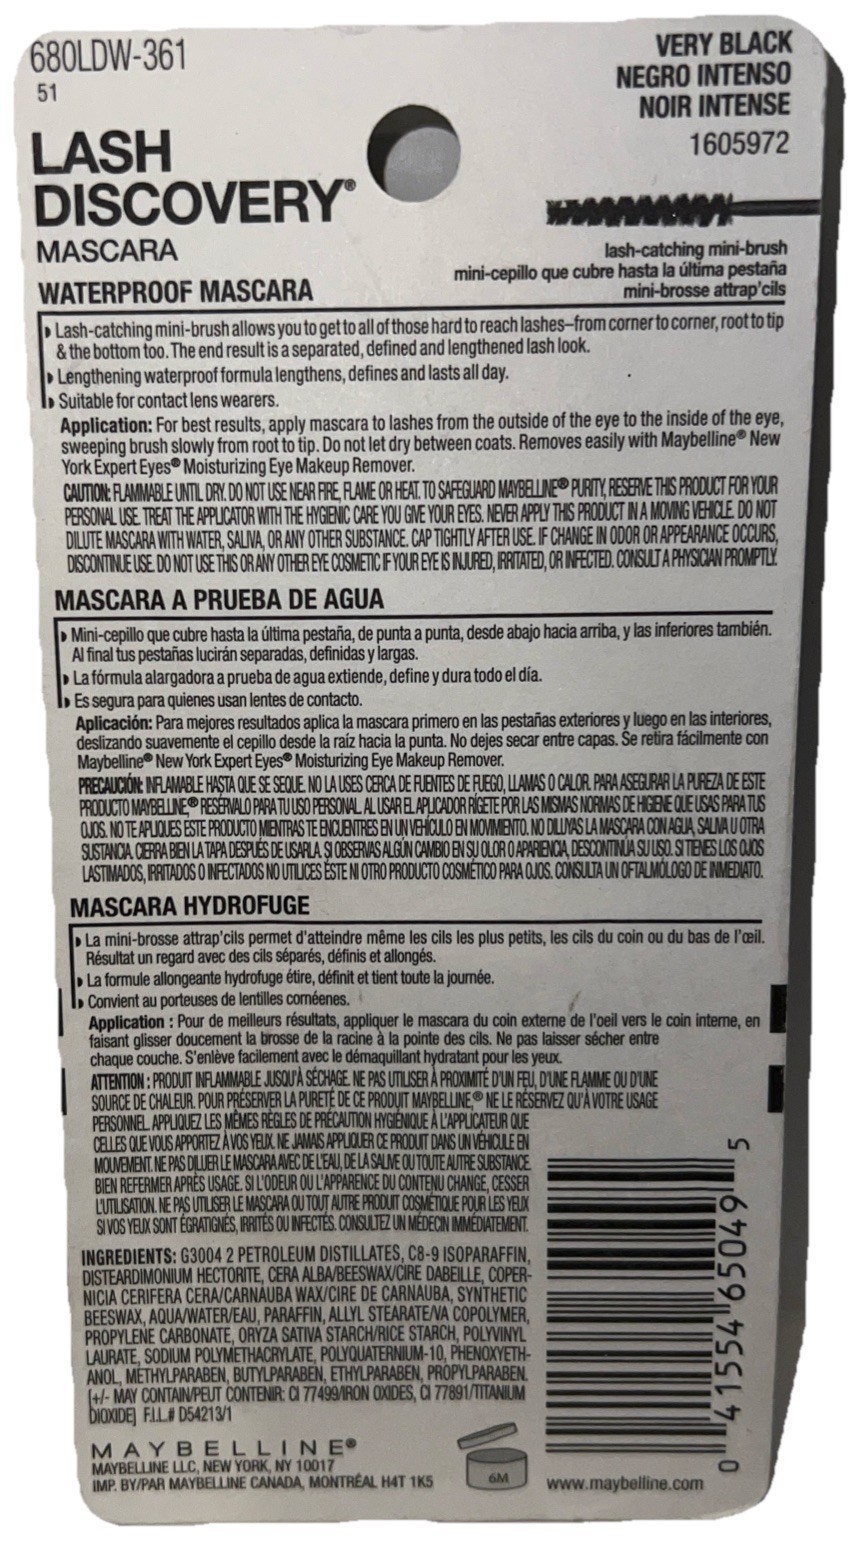 680LDW-361
51
VERY BLACK
NEGRO INTENSO
NOIR INTENSE
1605972
LASH
DISCOVERY®
MASCARA
lash-catching mini-brush
mini-cepillo que cubre hasta la última pestaña
mini-brosse attrap'cils
WATERPROOF MASCARA
Lash-catching mini-brush allows you to get to all of those hard to reach lashes–from corner to corner, root to tip
& the bottom too. The end result is a separated, defined and lengthened lash look.
Lengthening waterproof formula lengthens, defines and lasts all day.
Suitable for contact lens wearers.
Application: For best results, apply mascara to lashes from the outside of the eye to the inside of the eye,
sweeping brush slowly from root to tip. Do not let dry between coats. Removes easily with Maybelline® New
York Expert Eyes® Moisturizing Eye Makeup Remover.
CAUTION: FLAMMABLE UNTIL DRY. DO NOT USE NEAR FIRE, FLAME OR HEAT. TO SAFEGUARD MAYBELLINE® PURITY, RESERVE THIS PRODUCT FOR YOUR
PERSONAL USE. TREAT THE APPLICATOR WITH THE HYGIENIC CARE YOU GIVE YOUR EYES. NEVER APPLY THIS PRODUCT IN A MOVING VEHICLE. DO NOT
DILUTE MASCARA WITH WATER, SALIVA, OR ANY OTHER SUBSTANCE. CAP TIGHTLY AFTER USE. IF CHANGE IN ODOR OR APPEARANCE OCCURS,
DISCONTINUE USE. DO NOT USE THIS OR ANY OTHER EYE COSMETIC IF YOUR EYE IS INJURED, IRRITATED, OR INFECTED. CONSULT A PHYSICIAN PROMPTLY.
MASCARA A PRUEBA DE AGUA
Mini-cepillo que cubre hasta la última pestaña, de punta a punta, desde abajo hacia arriba, y las inferiores también.
Al final tus pestañas lucirán separadas, definidas y largas.
La fórmula alargadora a prueba de agua extiende, define y dura todo el día.
Es segura para quienes usan lentes de contacto.
Aplicación: Para mejores resultados aplica la mascara primero en las pestañas exteriores y luego en las interiores,
deslizando suavemente el cepillo desde la raíz hacia la punta. No dejes secar entre capas. Se retira fácilmente con
Maybelline® New York Expert Eyes® Moisturizing Eye Makeup Remover.
PRECAUCIÓN: INFLAMABLE HASTA QUE SE SEQUE. NO LA USES CERCA DE FUENTES DE FUEGO, LLAMAS O CALOR. PARA ASEGURAR LA PUREZA DE ESTE
PRODUCTO MAYBELLINE,® RESÉRVALO PARA TU USO PERSONAL. AL USAR EL APLICADOR RÍGETE POR LAS MISMAS NORMAS DE HIGIENE QUE USAS PARA TUS
OJOS. NO TE APLIQUES ESTE PRODUCTO MIENTRAS TE ENCUENTRES EN UN VEHÍCULO EN MOVIMIENTO. NO DILUYAS LA MASCARA CON AGUA, SALIVA U OTRA
SUSTANCIA. CIERRA BIEN LA TAPA DESPUÉS DE USARLA. SI OBSERVAS ALGÚN CAMBIO EN SU OLOR O APARIENCIA, DESCONTINÚA SU USO. SI TIENES LOS OJOS
LASTIMADOS, IRRITADOS O INFECTADOS NO UTILICES ÉSTE NI OTRO PRODUCTO COSMÉTICO PARA OJOS. CONSULTA UN OFTALMÓLOGO DE INMEDIATO.
MASCARA HYDROFUGE
La mini-brosse attrap'cils permet d'atteindre même les cils les plus petits, les cils du coin ou du bas de l'œil.
Résultat un regard avec des cils séparés, définis et allongés.
La formule allongeante hydrofuge étire, définit et tient toute la journée.
Convient au porteuses de lentilles cornéenes.
Application : Pour de meilleurs résultats, appliquer le mascara du coin externe de l'oeil vers le coin interne, en
faisant glisser doucement la brosse de la racine à la pointe des cils. Ne pas laisser sécher entre
chaque couche. S'enlève facilement avec le démaquillant hydratant pour les yeux.
ATTENTION : PRODUIT INFLAMMABLE JUSQU'À SÉCHAGE. NE PAS UTILISER À PROXIMITÉ D'UN FEU, D'UNE FLAMME OU D'UNE
SOURCE DE CHALEUR. POUR PRÉSERVER LA PURETÉ DE CE PRODUIT MAYBELLINE,® NE LE RÉSERVEZ QU'À VOTRE USAGE
PERSONNEL. APPLIQUEZ LES MÊMES RÈGLES DE PRÉCAUTION HYGIÉNIQUE À L'APPLICATEUR QUE
CELLES QUE VOUS APPORTEZ À VOS YEUX. NE JAMAIS APPLIQUER CE PRODUIT DANS UN VÉHICULE EN
MOUVEMENT. NE PAS DILUER LE MASCARA AVEC DE L'EAU, DE LA SALIVE OU TOUTE AUTRE SUBSTANCE.
BIEN REFERMER APRÈS USAGE. SI L'ODEUR OU L'APPARENCE DU CONTENU CHANGE, CESSER
L'UTILISATION. NE PAS UTILISER LE MASCARA OU TOUT AUTRE PRODUIT COSMÉTIQUE POUR LES YEUX
SI VOS YEUX SONT ÉGRATIGNÉS, IRRITÉS OU INFECTÉS. CONSULTEZ UN MÉDECIN IMMÉDIATEMENT.
INGREDIENTS: G3004 2 PETROLEUM DISTILLATES, C8-9 ISOPARAFFIN,
DISTEARDIMONIUM HECTORITE, CERA ALBA/BEESWAX/CIRE DABEILLE, COPER-
NICIA CERIFERA CERA/CARNAUBA WAX/CIRE DE CARNAUBA, SYNTHETIC
BEESWAX, AQUA/WATER/EAU, PARAFFIN, ALLYL STEARATE/VA COPOLYMER,
PROPYLENE CARBONATE, ORYZA SATIVA STARCH/RICE STARCH, POLYVINYL
LAURATE, SODIUM POLYMETHACRYLATE, POLYQUATERNIUM-10, PHENOXYETH-
ANOL, METHYLPARABEN, BUTYLPARABEN, ETHYLPARABEN, PROPYLPARABEN.
[+/- MAY CONTAIN/PEUT CONTENIR: CI 77499/IRON OXIDES, CI 77891/TITANIUM
DIOXIDE] F.I.L.# D54213/1
MAYBELLINE®
MAYBELLINE LLC, NEW YORK, NY 10017
IMP. BY/PAR MAYBELLINE CANADA, MONTRÉAL H4T 1K5
6M
www.maybelline.com
0 41554 65049 5